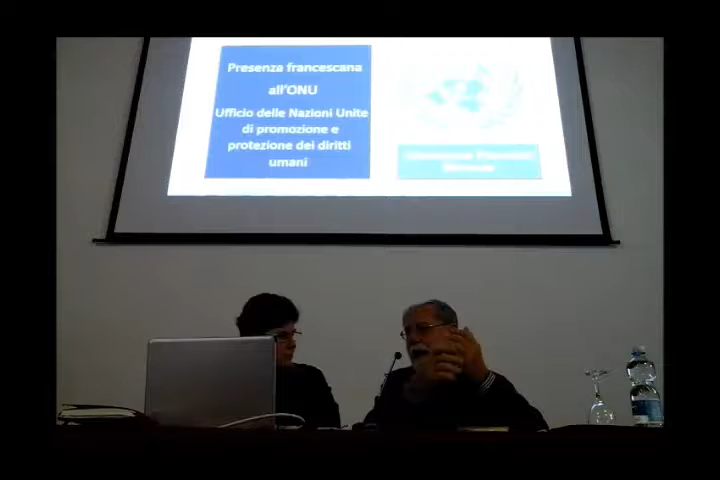 Presenza francescana
all'ONU
Ufficio delle Nazioni Unite
di promozione e
protezione dei diritti
umani